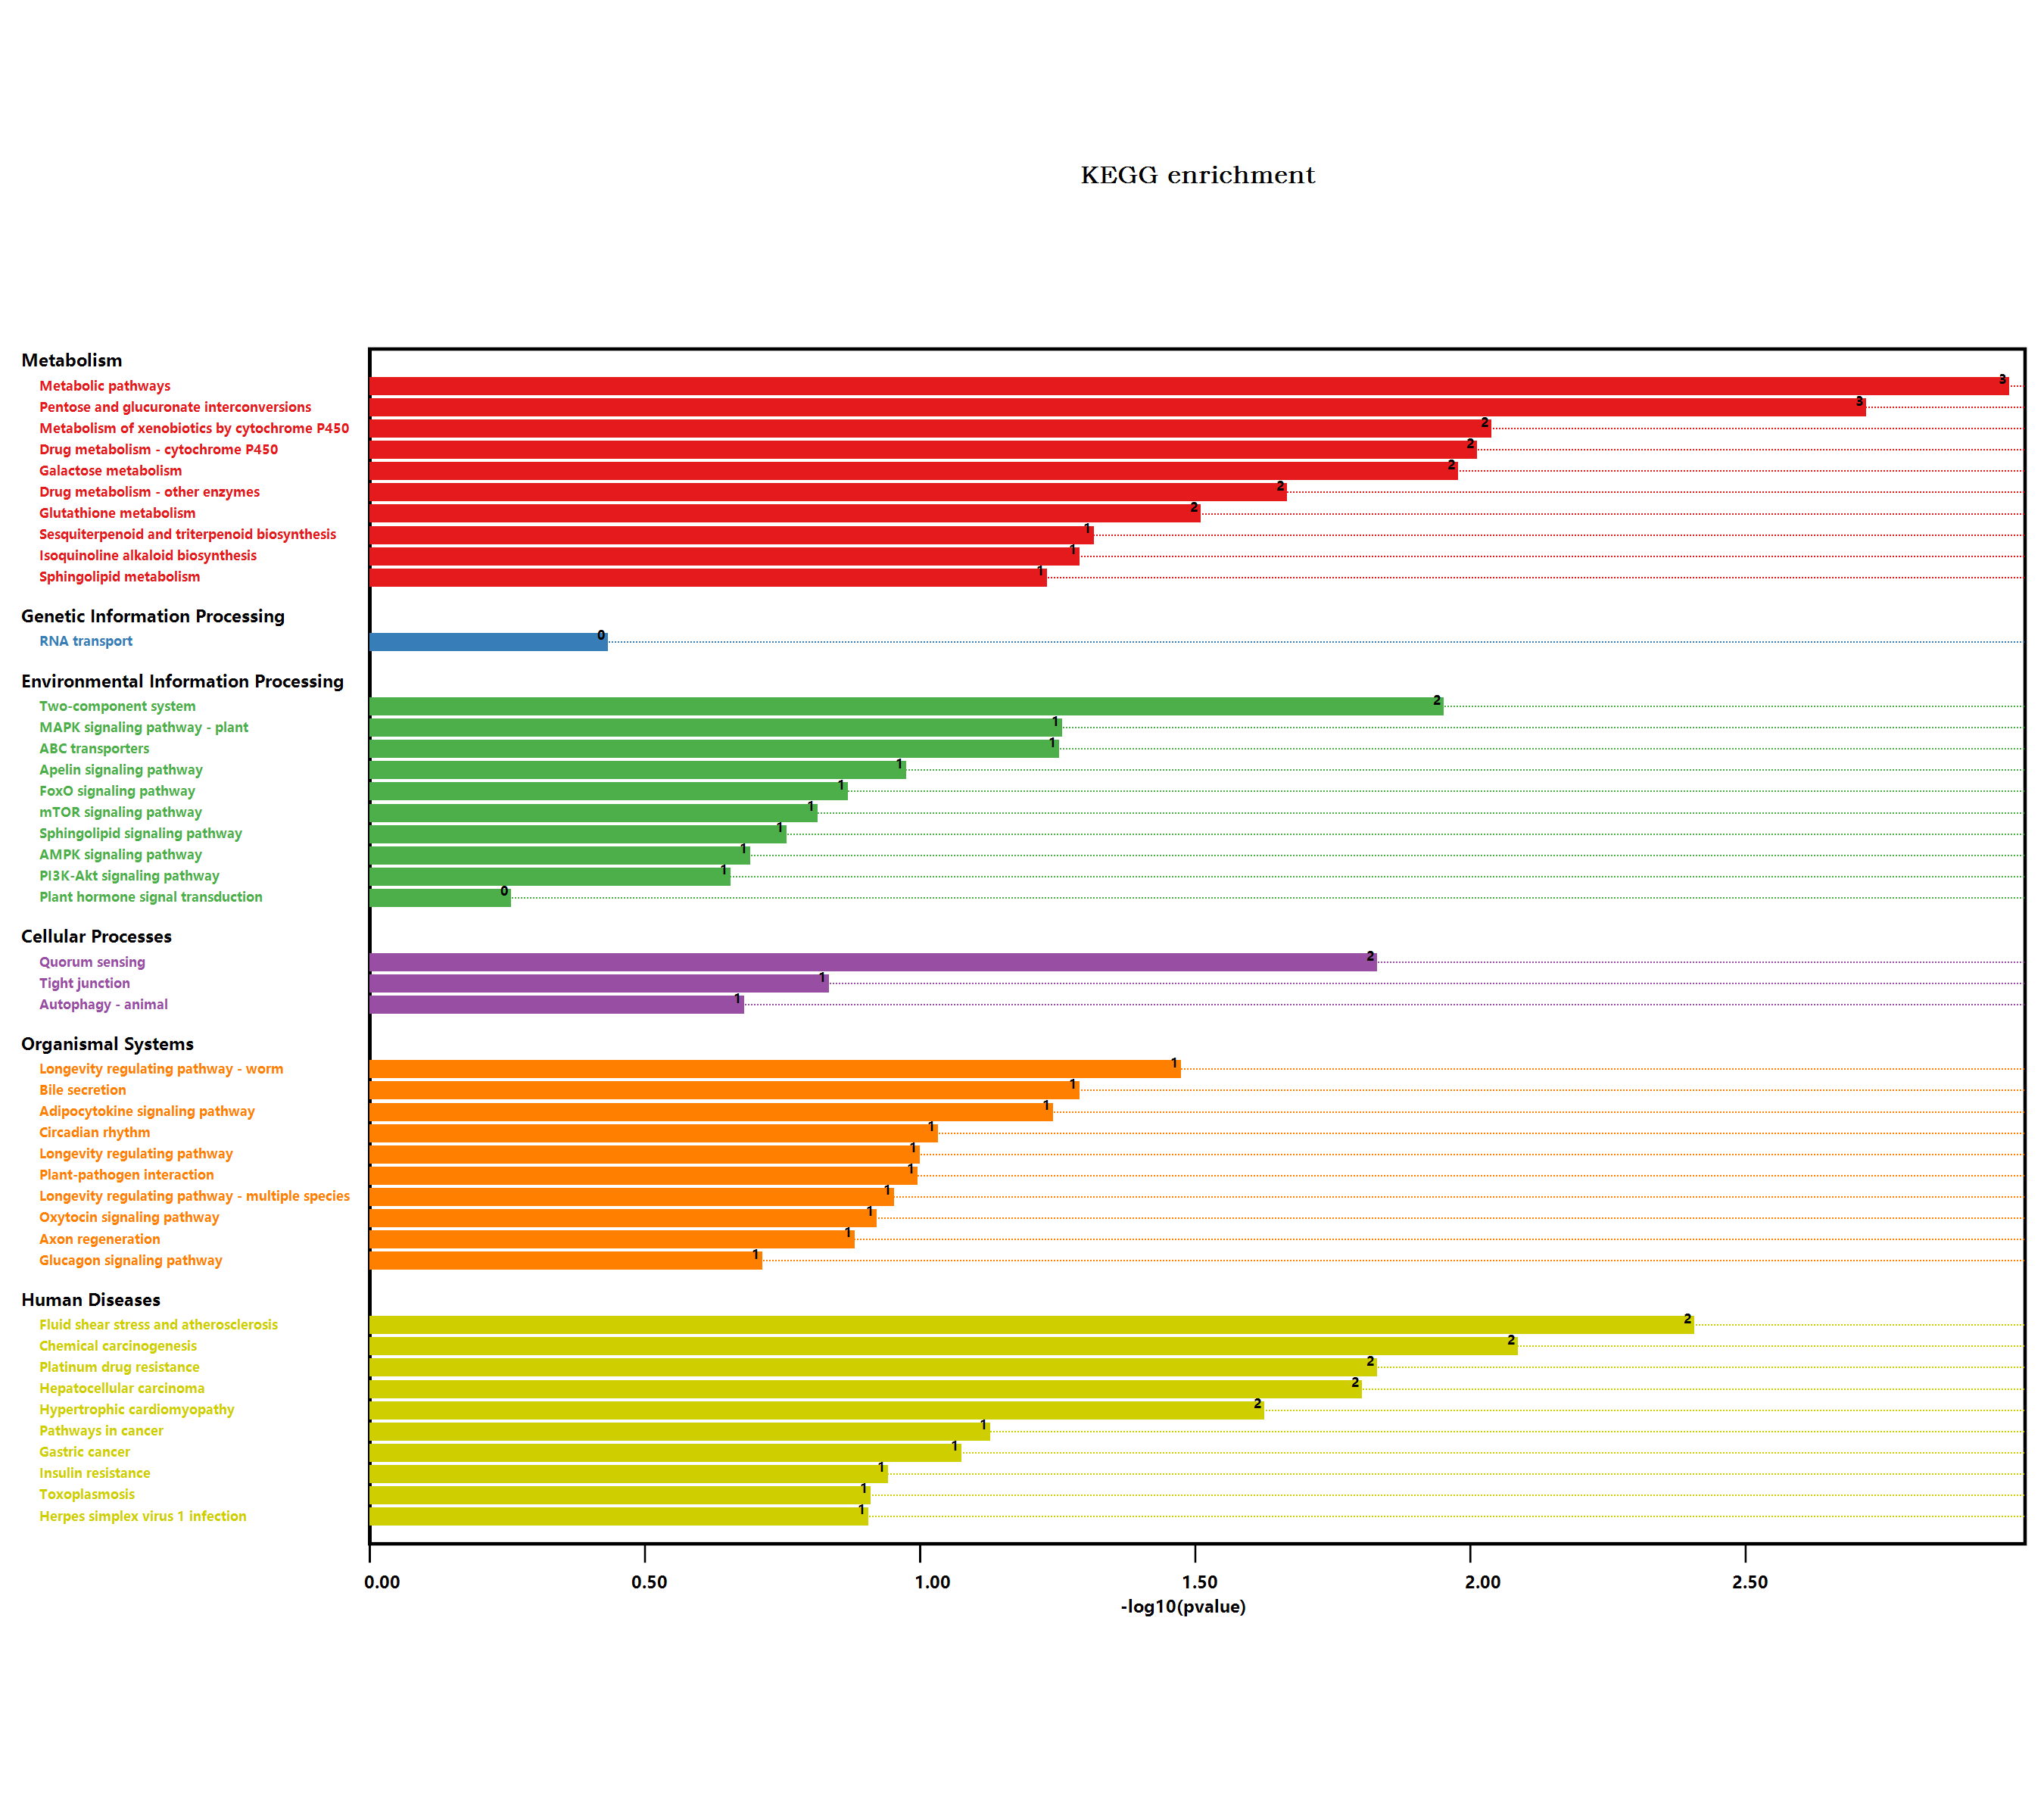 KEGG enrichment
Metabolism
Metabolic pathways 3
Pentose and glucuronate interconversions 3
Metabolism of xenobiotics by cytochrome P450 2
Drug metabolism - cytochrome P450 2
Galactose metabolism 2
Drug metabolism - other enzymes 2
Glutathione metabolism 2
Sesquiterpenoid and triterpenoid biosynthesis 1
Isoquinoline alkaloid biosynthesis 1
Sphingolipid metabolism 1
Genetic Information Processing
RNA transport 0
Environmental Information Processing
Two-component system 2
MAPK signaling pathway - plant 1
ABC transporters 1
Apelin signaling pathway 1
FoxO signaling pathway 1
mTOR signaling pathway 1
Sphingolipid signaling pathway 1
AMPK signaling pathway 1
PI3K-Akt signaling pathway 1
Plant hormone signal transduction 0
Cellular Processes
Quorum sensing 2
Tight junction 1
Autophagy - animal 1
Organismal Systems
Longevity regulating pathway - worm 1
Bile secretion 1
Adipocytokine signaling pathway 1
Circadian rhythm 1
Longevity regulating pathway 1
Plant-pathogen interaction 1
Longevity regulating pathway - multiple species 1
Oxytocin signaling pathway 1
Axon regeneration 1
Glucagon signaling pathway 1
Human Diseases
Fluid shear stress and atherosclerosis 2
Chemical carcinogenesis 2
Platinum drug resistance 2
Hepatocellular carcinoma 2
Hypertrophic cardiomyopathy 2
Pathways in cancer 1
Gastric cancer 1
Insulin resistance 1
Toxoplasmosis 1
Herpes simplex virus 1 infection 1
0.00 0.50 1.00 1.50 2.00 2.50
-log10(pvalue)